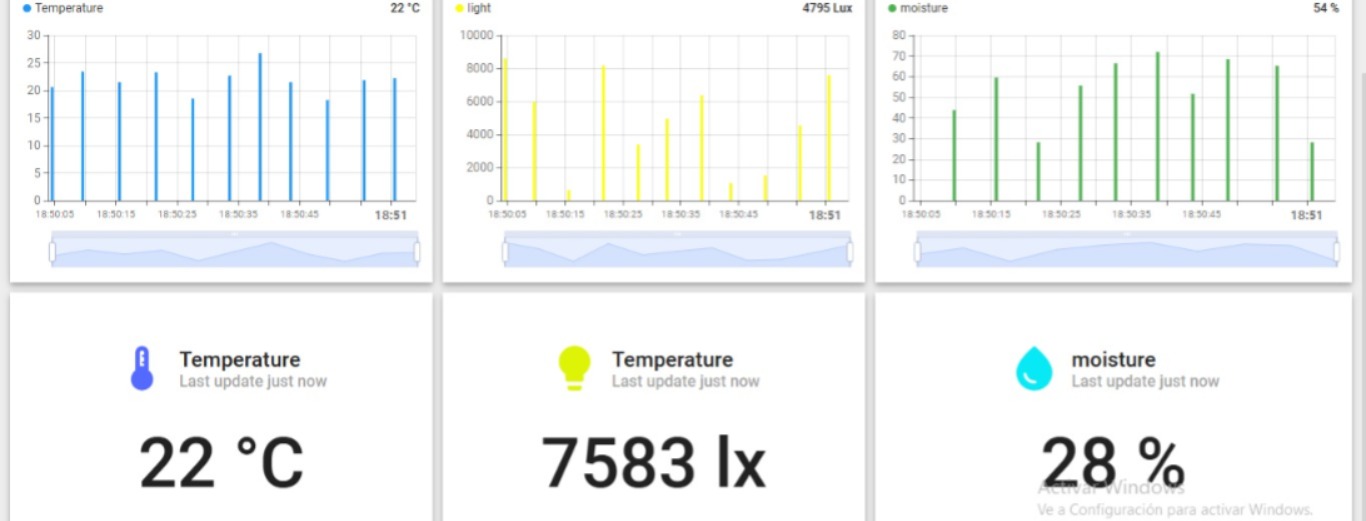 Temperature 22 °C
30
25
20
15
10
5
0
18:50:05 18:50:15 18:50:25 18:50:35 18:50:45 18:51
light 4795 Lux
10000
8000
6000
4000
2000
0
18:50:05 18:50:15 18:50:25 18:50:35 18:50:45 18:51
moisture 54 %
80
70
60
50
40
30
20
10
0
18:50:05 18:50:15 18:50:25 18:50:35 18:50:45 18:51
Temperature
Last update just now
22 °C
Temperature
Last update just now
7583 lx
moisture
Last update just now
28 %
Activar Windows
Ve a Configuración para activar Windows.